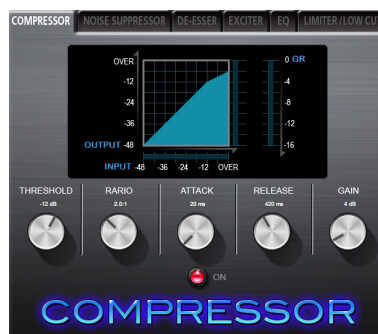 COMPRESSOR NOISE SUPPRESSOR DE-ESSER EXCITER EQ LIMITER/LOW CU
OVER 0 GR
-12 -4
-24 -8
-36 -12
OUTPUT -48 -16
INPUT -48 -36 -24 -12 OVER
THRESHOLD RARIO ATTACK RELEASE GAIN
-12 dB 2.0:1 20 ms 420 ms 4 dB
ON
COMPRESSOR